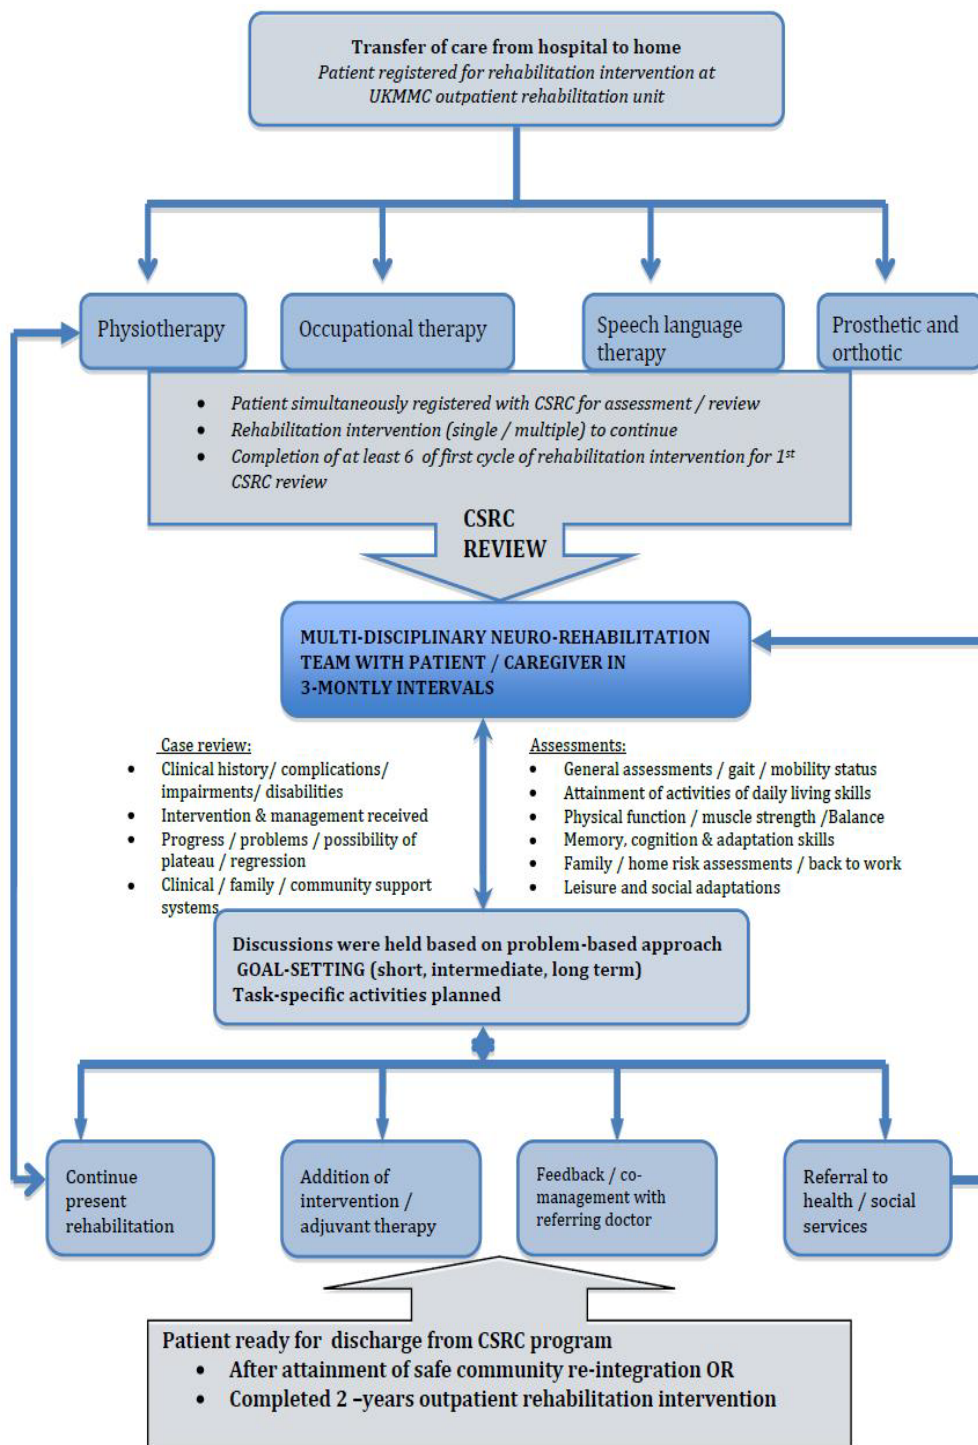 Transfer of care from hospital to home
Patient registered for rehabilitation intervention at
UKMMC outpatient rehabilitation unit
Physiotherapy
Occupational therapy
Speech language
therapy
Prosthetic and
orthotic
• Patient simultaneously registered with CSRC for assessment / review
• Rehabilitation intervention (single / multiple) to continue
• Completion of at least 6 of first cycle of rehabilitation intervention for 1st
CSRC review
CSRC
REVIEW
MULTI-DISCIPLINARY NEURO-REHABILITATION
TEAM WITH PATIENT / CAREGIVER IN
3-MONTLY INTERVALS
Case review:
• Clinical history/ complications/
impairments/ disabilities
• Intervention & management received
• Progress / problems / possibility of
plateau / regression
• Clinical / family / community support
systems
Assessments:
• General assessments / gait / mobility status
• Attainment of activities of daily living skills
• Physical function / muscle strength /Balance
• Memory, cognition & adaptation skills
• Family / home risk assessments / back to work
• Leisure and social adaptations
Discussions were held based on problem-based approach
GOAL-SETTING (short, intermediate, long term)
Task-specific activities planned
Continue
present
rehabilitation
Addition of
intervention /
adjuvant therapy
Feedback / co-
management with
referring doctor
Referral to
health / social
services
Patient ready for discharge from CSRC program
• After attainment of safe community re-integration OR
• Completed 2 –years outpatient rehabilitation intervention